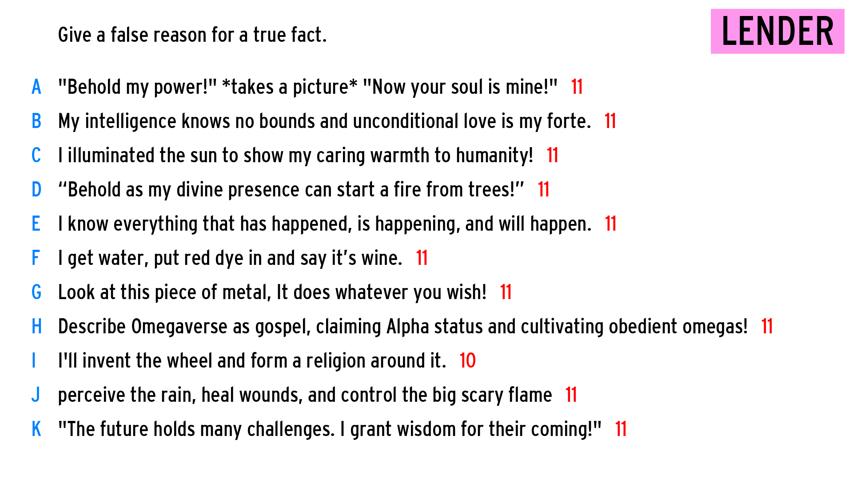 Give a false reason for a true fact.
LENDER
A "Behold my power!" *takes a picture* "Now your soul is mine!" 11
B My intelligence knows no bounds and unconditional love is my forte. 11
C I illuminated the sun to show my caring warmth to humanity! 11
D “Behold as my divine presence can start a fire from trees!” 11
E I know everything that has happened, is happening, and will happen. 11
F I get water, put red dye in and say it’s wine. 11
G Look at this piece of metal, It does whatever you wish! 11
H Describe Omegaverse as gospel, claiming Alpha status and cultivating obedient omegas! 11
I I'll invent the wheel and form a religion around it. 10
J perceive the rain, heal wounds, and control the big scary flame 11
K "The future holds many challenges. I grant wisdom for their coming!" 11